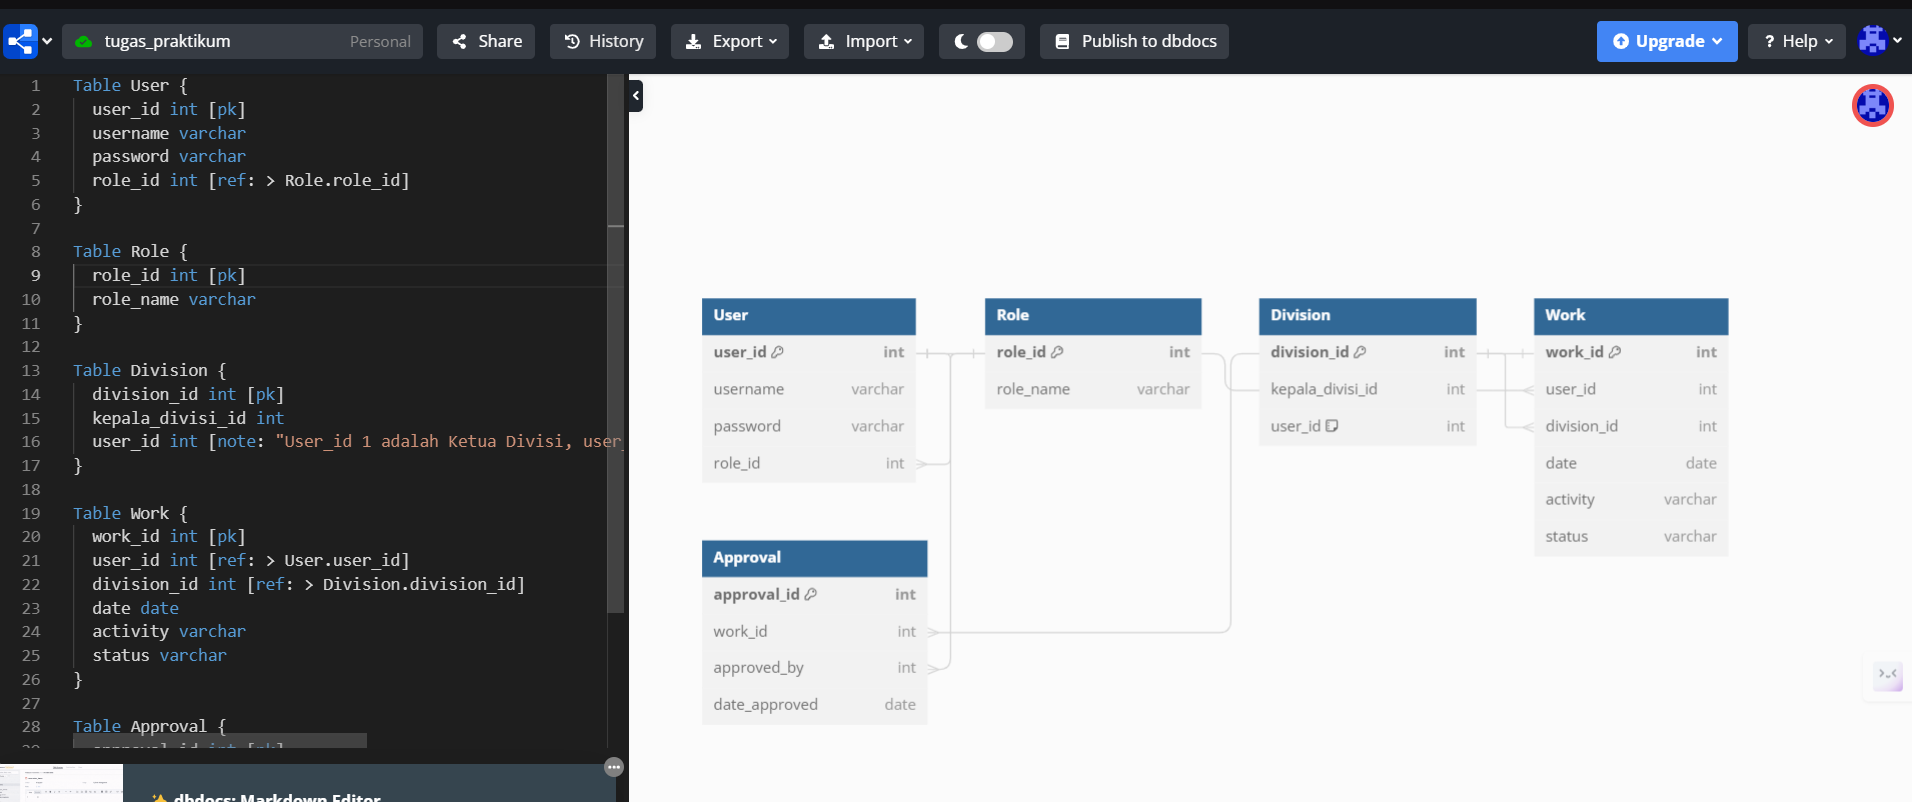 tugas_praktikum Personal Share History Export Import Publish to dbdocs Upgrade ? Help
1 Table User {
2 user_id int [pk]
3 username varchar
4 password varchar
5 role_id int [ref: > Role.role_id]
6 }
7
8 Table Role {
9 role_id int [pk]
10 role_name varchar
11 }
12
13 Table Division {
14 division_id int [pk]
15 kepala_divisi_id int
16 user_id int [note: "User_id 1 adalah Ketua Divisi, user_
17 }
18
19 Table Work {
20 work_id int [pk]
21 user_id int [ref: > User.user_id]
22 division_id int [ref: > Division.division_id]
23 date date
24 activity varchar
25 status varchar
26 }
27
28 Table Approval {
dbdocs: Markdown Editor
User
user_id int
username varchar
password varchar
role_id int
Role
role_id int
role_name varchar
Division
division_id int
kepala_divisi_id int
user_id int
Work
work_id int
user_id int
division_id int
date date
activity varchar
status varchar
Approval
approval_id int
work_id int
approved_by int
date_approved date